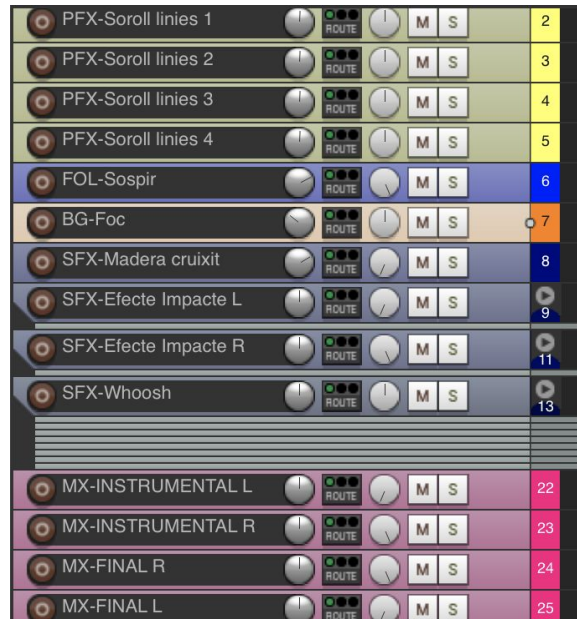 PFX-Soroll linies 1 ROUTE M S 2
PFX-Soroll linies 2 ROUTE M S 3
PFX-Soroll linies 3 ROUTE M S 4
PFX-Soroll linies 4 ROUTE M S 5
FOL-Sospir ROUTE M S 6
BG-Foc ROUTE M S 7
SFX-Madera cruixit ROUTE M S 8
SFX-Efecte Impacte L ROUTE M S 9
SFX-Efecte Impacte R ROUTE M S 11
SFX-Whoosh ROUTE M S 13
MX-INSTRUMENTAL L ROUTE M S 22
MX-INSTRUMENTAL R ROUTE M S 23
MX-FINAL R ROUTE M S 24
MX-FINAL L ROUTE M S 25